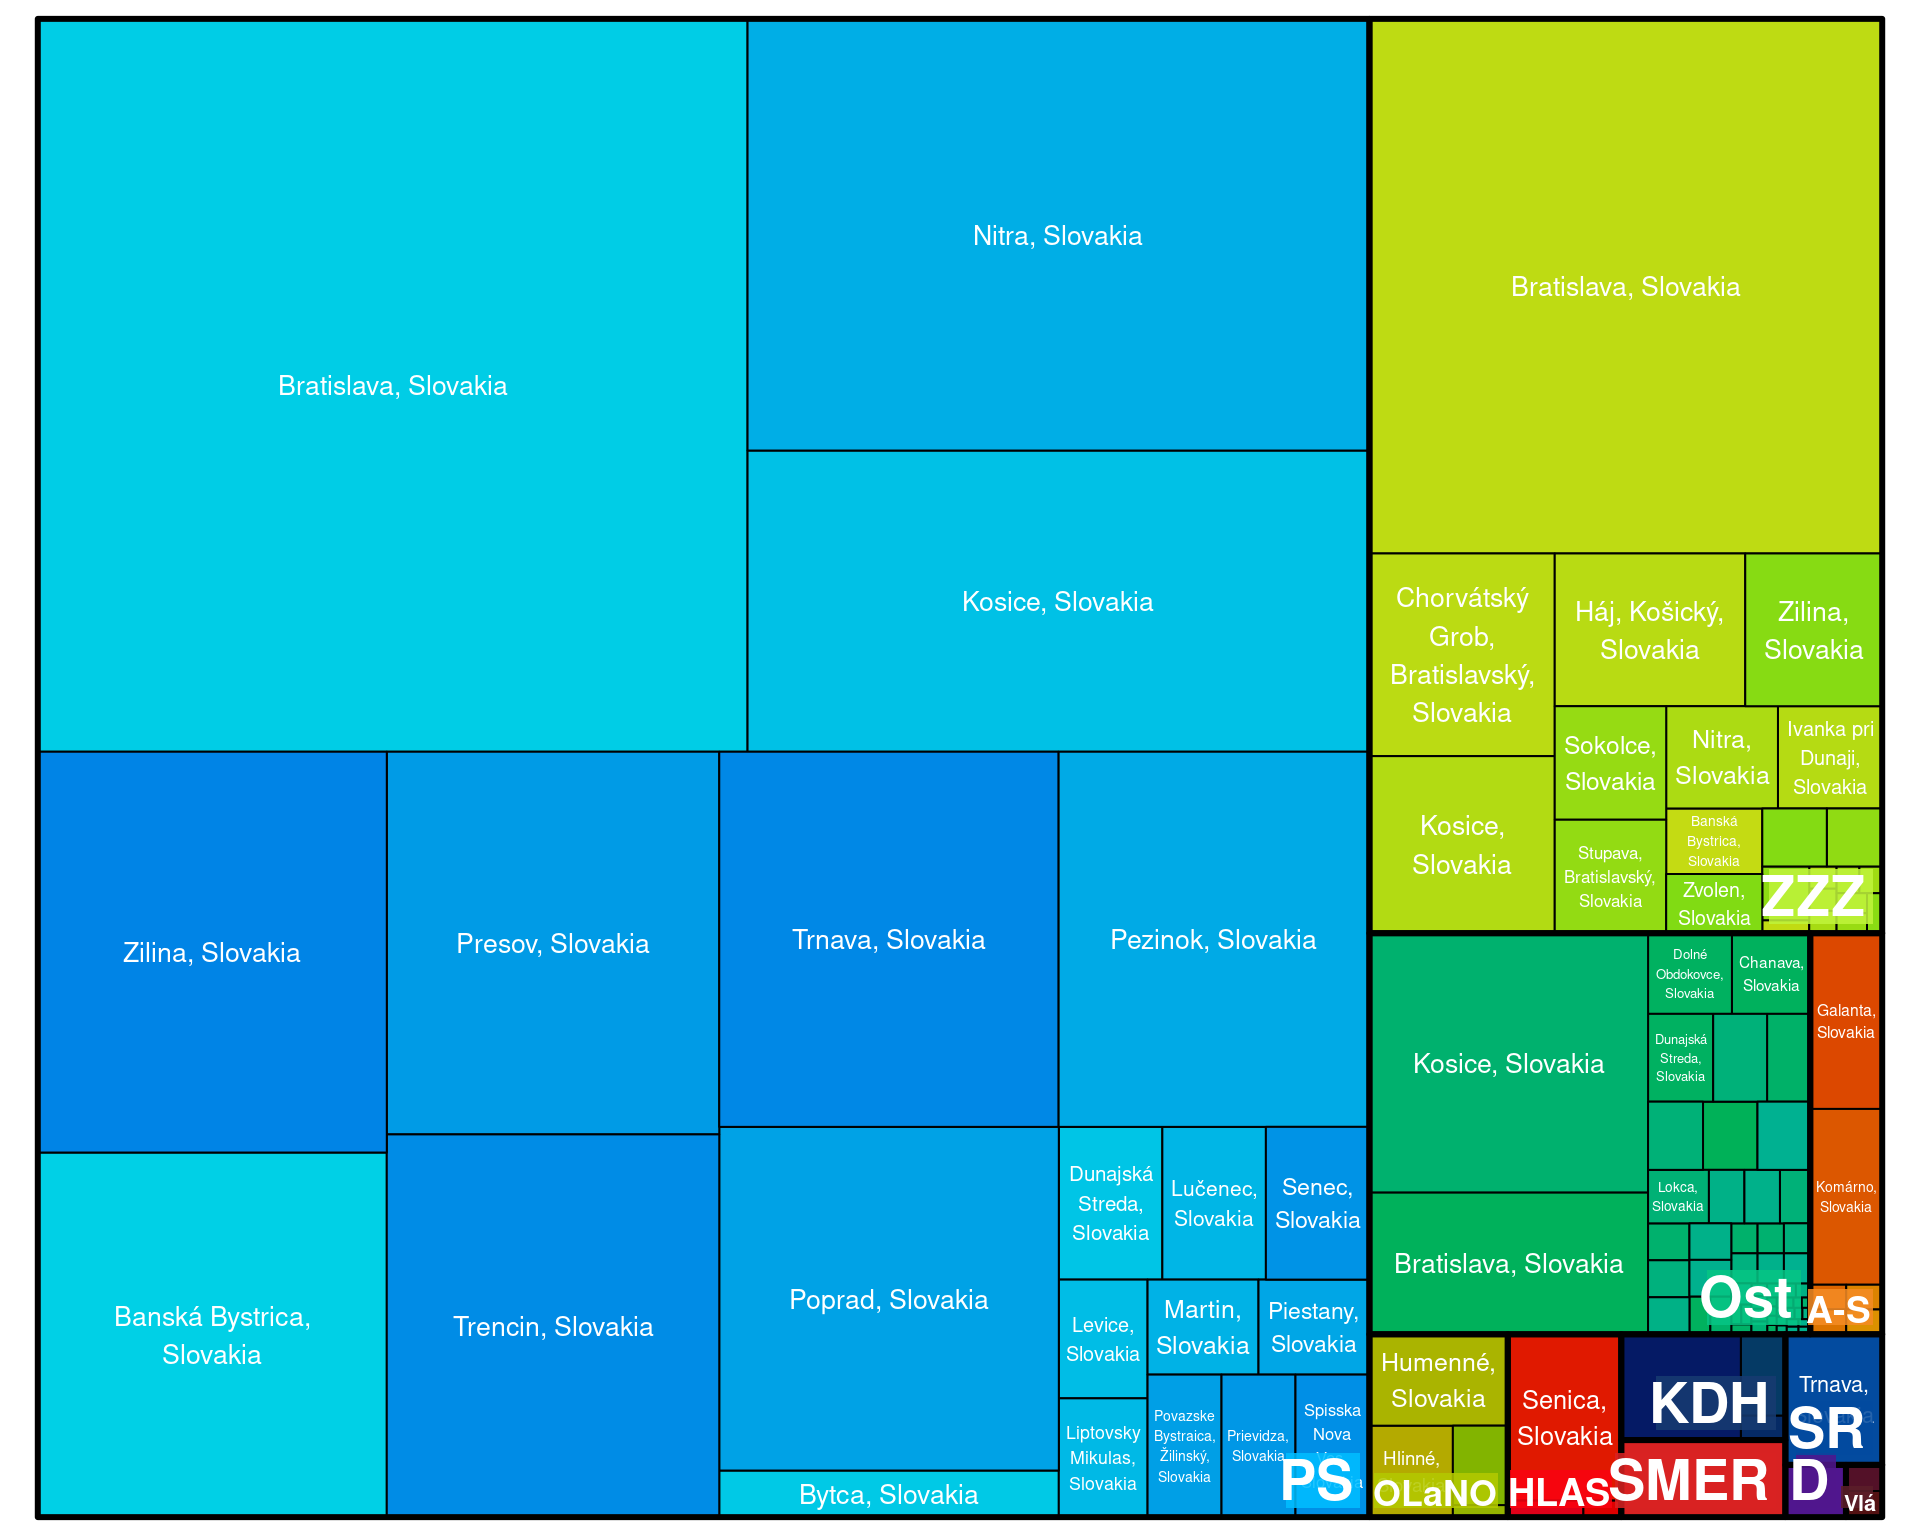 Bratislava, Slovakia
Nitra, Slovakia
Kosice, Slovakia
Zilina, Slovakia
Presov, Slovakia
Trnava, Slovakia
Pezinok, Slovakia
Banská Bystrica,
Slovakia
Trencin, Slovakia
Poprad, Slovakia
Bytca, Slovakia
Dunajská
Streda,
Slovakia
Lučenec,
Slovakia
Senec,
Slovakia
Levice,
Slovakia
Martin,
Slovakia
Piestany,
Slovakia
Liptovsky
Mikulas,
Slovakia
Povazske
Bystraica,
Žilinský,
Slovakia
Prievidza,
Slovakia
Spisska
Nova
PS
Bratislava, Slovakia
Chorvátský
Grob,
Bratislavský,
Slovakia
Háj, Košický,
Slovakia
Zilina,
Slovakia
Kosice,
Slovakia
Sokolce,
Slovakia
Nitra,
Slovakia
Ivanka pri
Dunaji,
Slovakia
Stupava,
Bratislavský,
Slovakia
Banská
Bystrica,
Slovakia
Zvolen,
Slovakia
ZZZ
Kosice, Slovakia
Bratislava, Slovakia
Dolné
Obdokovce,
Slovakia
Chanava,
Slovakia
Dunajská
Streda,
Slovakia
Lokca,
Slovakia
Ost
Galanta,
Slovakia
Komárno,
Slovakia
A-S
Humenné,
Slovakia
Hlinné,
OLaNO
Senica,
Slovakia
HLAS
KDH
SMER
Trnava,
SR
D
Vlá